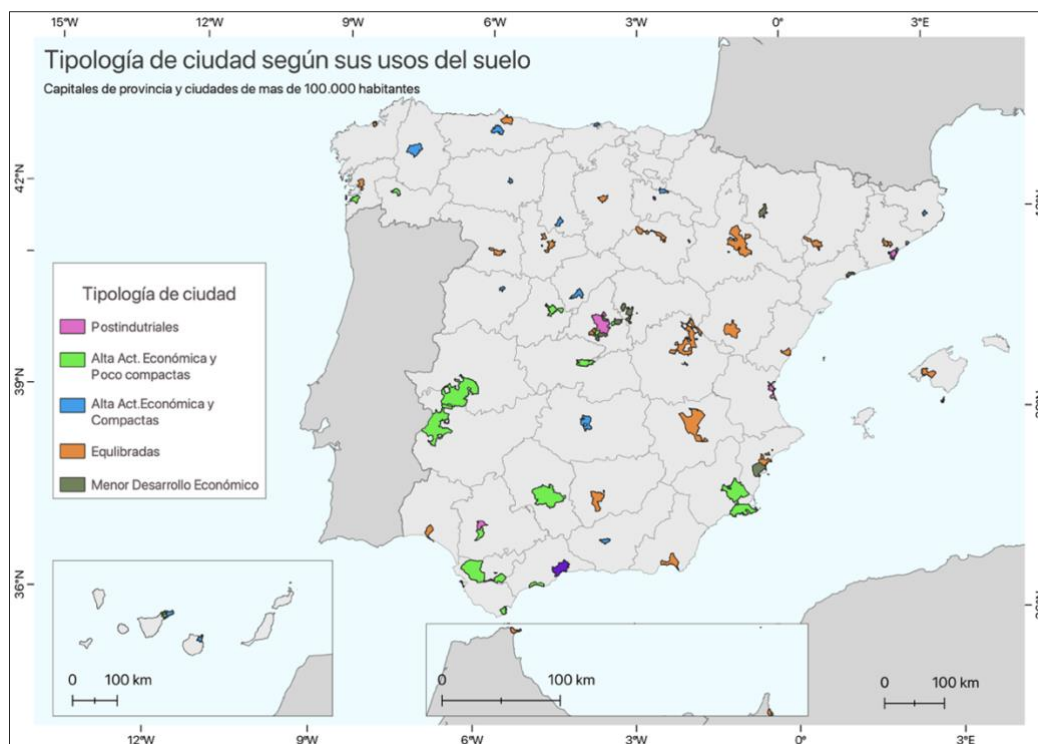 15°W 12°W 9°W 6°W 3°W 0° 3°E
Tipología de ciudad según sus usos del suelo
Capitales de provincia y ciudades de mas de 100.000 habitantes
42°N
Tipología de ciudad
Postindutriales
Alta Act. Económica y
Poco compactas
Alta Act.Económica y
Compactas
Equlibradas
Menor Desarrollo Económico
39°N
36°N
0 100 km
0 100 km
0 100 km
12°W 9°W 6°W 3°W 0° 3°E